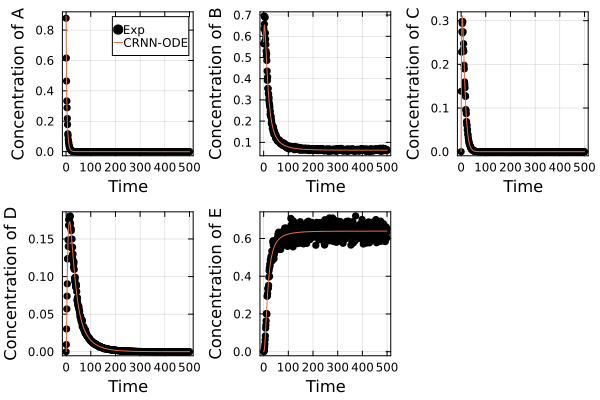 Concentration of A
0.8
0.6
0.4
0.2
0.0
Exp
CRNN-ODE
0 100 200 300 400 500
Time
Concentration of B
0.7
0.6
0.5
0.4
0.3
0.2
0.1
0 100 200 300 400 500
Time
Concentration of C
0.3
0.2
0.1
0.0
0 100 200 300 400 500
Time
Concentration of D
0.15
0.10
0.05
0.00
0 100 200 300 400 500
Time
Concentration of E
0.6
0.4
0.2
0.0
0 100 200 300 400 500
Time